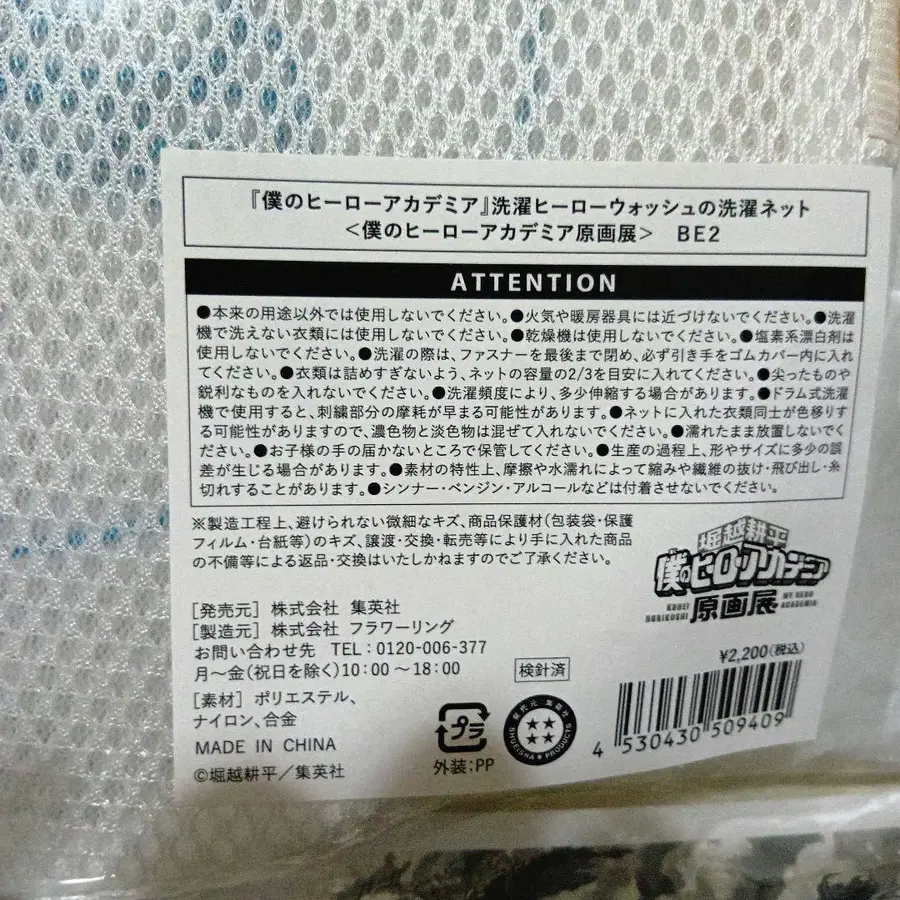 『僕のヒーローアカデミア』洗濯ヒーローウォッシュの洗濯ネット
<僕のヒーローアカデミア原画展> BE2
ATTENTION
●本来の用途以外では使用しないでください。●火気や暖房器具には近づけないでください。●洗濯
機で洗えない衣類には使用しないでください。●乾燥機は使用しないでください。●塩素系漂白剤は
使用しないでください。●洗濯の際は、ファスナーを最後まで閉め、必ず引き手をゴムカバー内に入れ
てください。●衣類は詰めすぎないよう、ネットの容量の2/3を目安に入れてください。●尖ったものや
鋭利なものを入れないでください。●洗濯頻度により、多少伸縮する場合があります。●ドラム式洗濯
機で使用すると、刺繍部分の摩耗が早まる可能性があります。●ネットに入れた衣類同士が色移りす
る可能性がありますので、濃色物と淡色物は混ぜて入れないでください。●濡れたまま放置しないでく
ださい。●お子様の手の届かないところで保管してください。●生産の過程上、形やサイズに多少の誤
差が生じる場合があります。●素材の特性上、摩擦や水濡れによって縮みや繊維の抜け・飛び出し・糸
切れすることがあります。●シンナー・ベンジン・アルコールなどは付着させないでください。
※製造工程上、避けられない微細なキズ、商品保護材(包装袋・保護
フィルム・台紙等)のキズ、譲渡・交換・転売等により手に入れた商品
の不備等による返品・交換はいたしかねますのでご了承ください。
堀越耕平
僕のヒーローアカデミア
KOHEI HORIKOSHI
原画展
MY HERO ACADEMIA
[発売元] 株式会社 集英社
[製造元] 株式会社 フラワーリング
お問い合わせ先 TEL:0120-006-377
月～金(祝日を除く)10:00～18:00
検針済
¥2,200(税込)
[素材] ポリエステル、
ナイロン、合金
MADE IN CHINA
©堀越耕平／集英社
プラ
外装:PP
発売元 集英社
SHUEISHA PRODUCTS
4 530430 509409